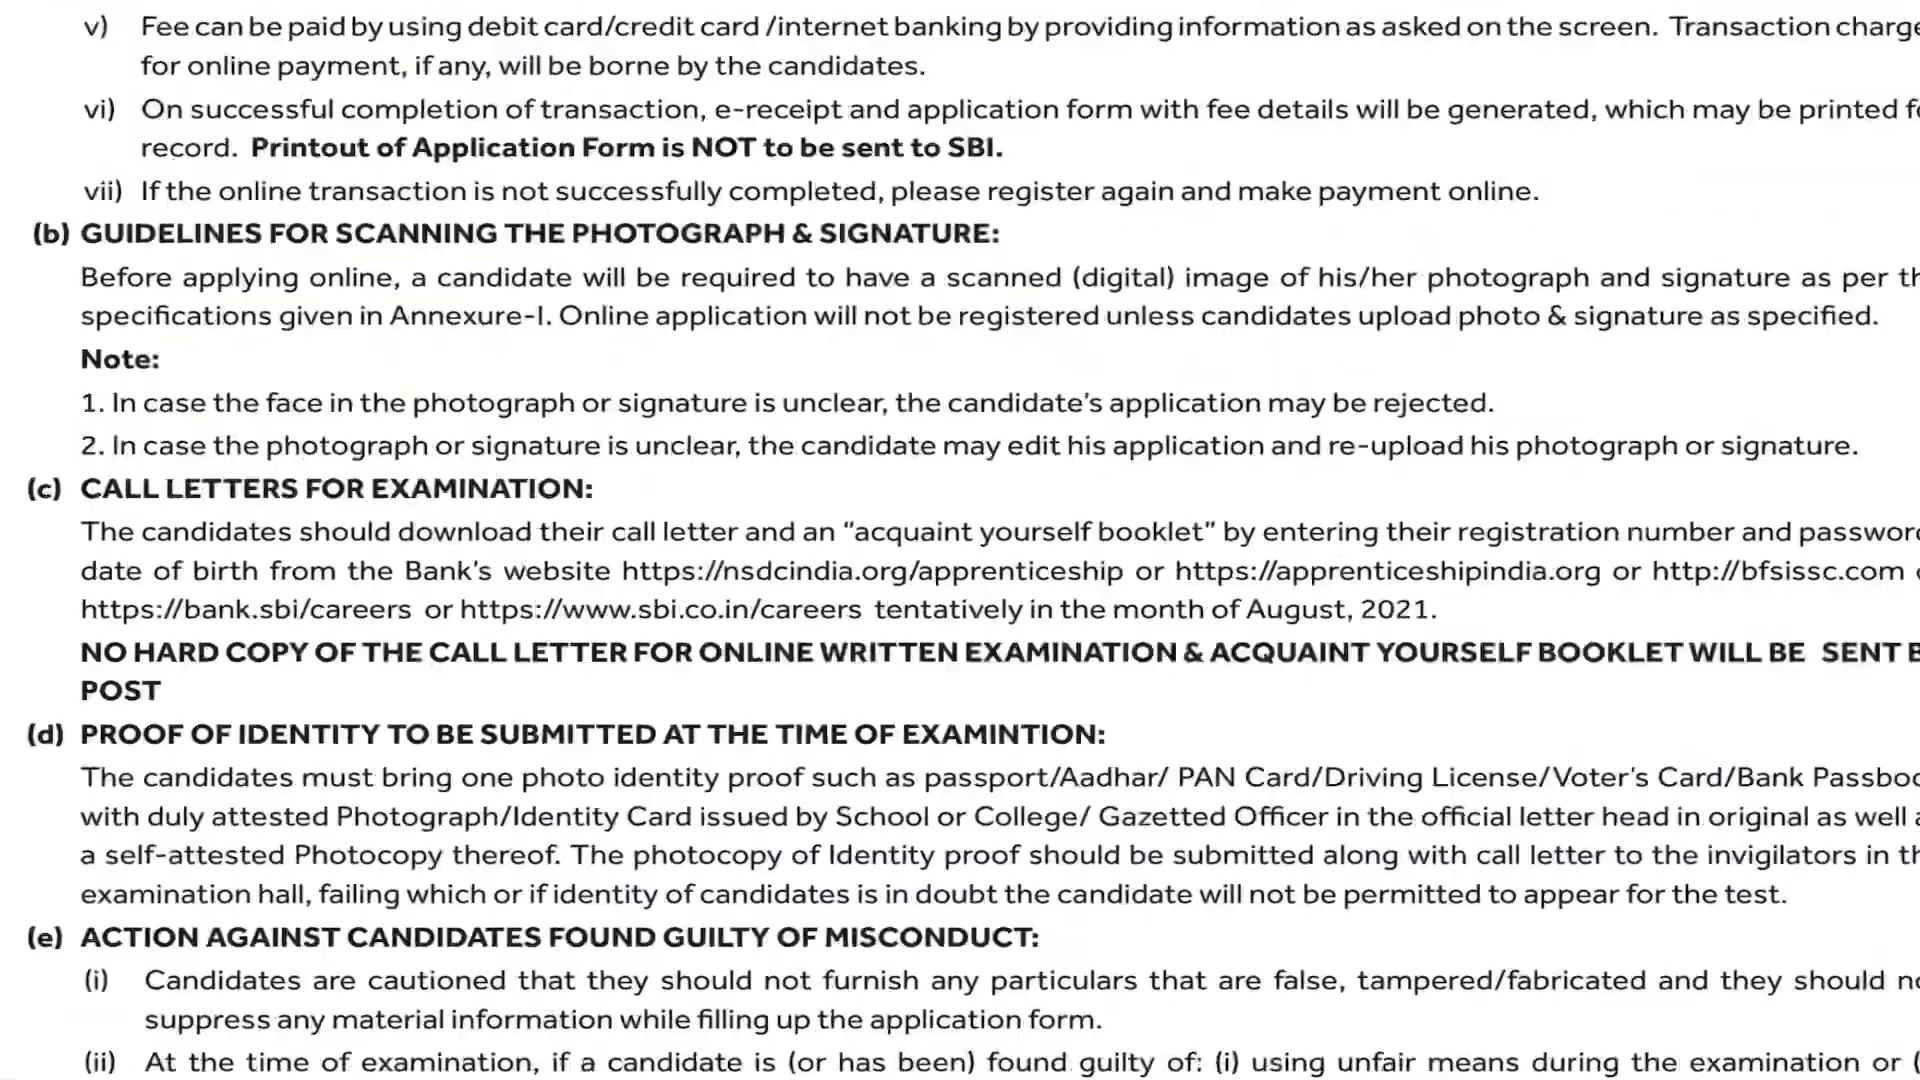 v) Fee can be paid by using debit card/credit card /internet banking by providing information as asked on the screen. Transaction charge
for online payment, if any, will be borne by the candidates.
vi) On successful completion of transaction, e-receipt and application form with fee details will be generated, which may be printed fo
record. Printout of Application Form is NOT to be sent to SBI.
vii) If the online transaction is not successfully completed, please register again and make payment online.
(b) GUIDELINES FOR SCANNING THE PHOTOGRAPH & SIGNATURE:
Before applying online, a candidate will be required to have a scanned (digital) image of his/her photograph and signature as per th
specifications given in Annexure-I. Online application will not be registered unless candidates upload photo & signature as specified.
Note:
1. In case the face in the photograph or signature is unclear, the candidate’s application may be rejected.
2. In case the photograph or signature is unclear, the candidate may edit his application and re-upload his photograph or signature.
(c) CALL LETTERS FOR EXAMINATION:
The candidates should download their call letter and an “acquaint yourself booklet” by entering their registration number and password
date of birth from the Bank’s website https://nsdcindia.org/apprenticeship or https://apprenticeshipindia.org or http://bfsissc.com
https://bank.sbi/careers or https://www.sbi.co.in/careers tentatively in the month of August, 2021.
NO HARD COPY OF THE CALL LETTER FOR ONLINE WRITTEN EXAMINATION & ACQUAINT YOURSELF BOOKLET WILL BE SENT B
POST
(d) PROOF OF IDENTITY TO BE SUBMITTED AT THE TIME OF EXAMINTION:
The candidates must bring one photo identity proof such as passport/Aadhar/ PAN Card/Driving License/Voter’s Card/Bank Passboo
with duly attested Photograph/Identity Card issued by School or College/ Gazetted Officer in the official letter head in original as well a
a self-attested Photocopy thereof. The photocopy of Identity proof should be submitted along with call letter to the invigilators in th
examination hall, failing which or if identity of candidates is in doubt the candidate will not be permitted to appear for the test.
(e) ACTION AGAINST CANDIDATES FOUND GUILTY OF MISCONDUCT:
(i) Candidates are cautioned that they should not furnish any particulars that are false, tampered/fabricated and they should no
suppress any material information while filling up the application form.
(ii) At the time of examination, if a candidate is (or has been) found guilty of: (i) using unfair means during the examination or (